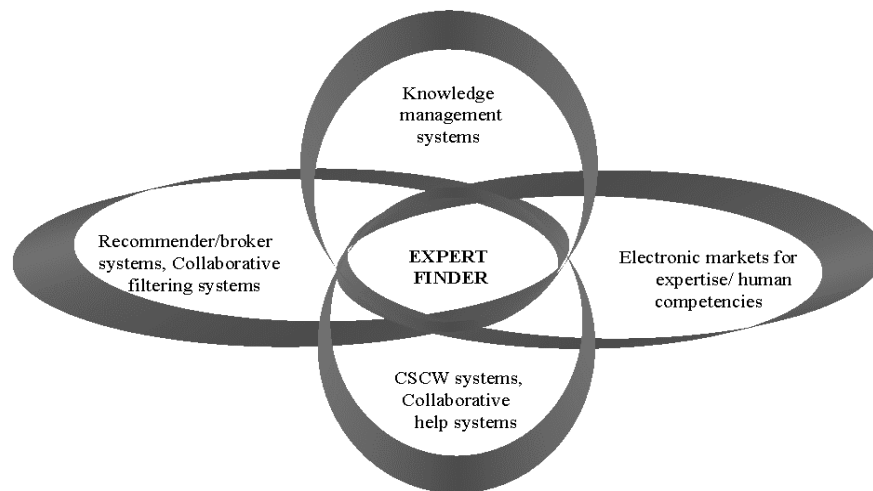 Knowledge
management
systems
Recommender/broker
systems, Collaborative
filtering systems
EXPERT
FINDER
Electronic markets for
expertise/ human
competencies
CSCW systems,
Collaborative
help systems